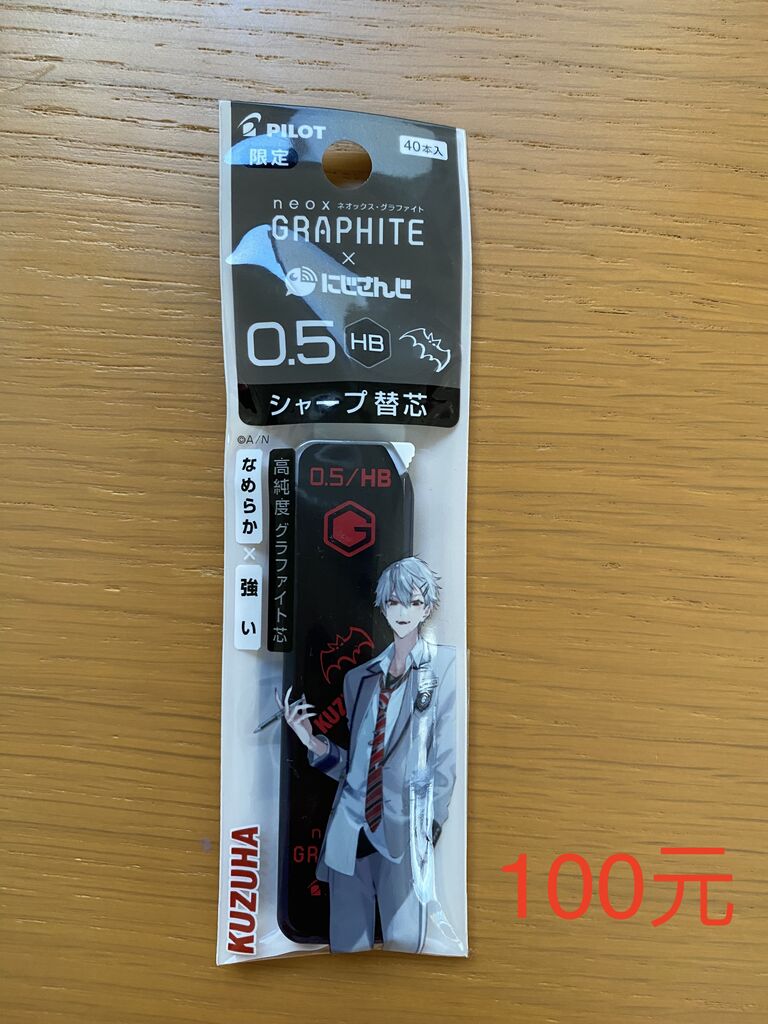 PILOT
限定
40本入
neox ネオックス・グラファイト
GRAPHITE
×
にじさんじ
0.5 HB
シャープ替芯
©A/N
なめらか×強い
高純度グラファイト芯
0.5/HB
G
KUZ
n
GR
KUZUHA
100元